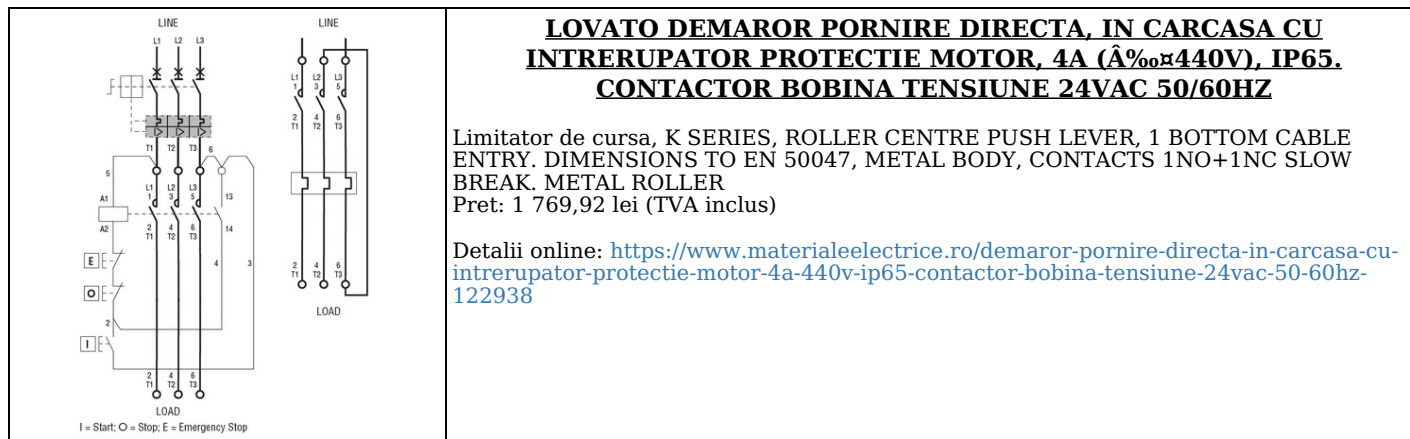 LINE
L1 L2 L3
T1 T2 T3 6
5
L1 L2 L3
1 3 5 13
A1
A2
2 4 6 14
T1 T2 T3
E
4 3
O
2
I
2 4 6
T1 T2 T3
LOAD
I = Start; O = Stop; E = Emergency Stop
LINE
L1 L2 L3
1 3 5
2 4 6
T1 T2 T3
2 4 6
T1 T2 T3
LOAD
LOVATO DEMAROR PORNIRE DIRECTA, IN CARCASA CU
INTRERUPATOR PROTECTIE MOTOR, 4A (Â‰¤440V), IP65.
CONTACTOR BOBINA TENSIUNE 24VAC 50/60HZ
Limitator de cursa, K SERIES, ROLLER CENTRE PUSH LEVER, 1 BOTTOM CABLE
ENTRY. DIMENSIONS TO EN 50047, METAL BODY, CONTACTS 1NO+1NC SLOW
BREAK. METAL ROLLER
Pret: 1 769,92 lei (TVA inclus)
Detalii online: https://www.materialeelectrice.ro/demaror-pornire-directa-in-carcasa-cu-
intrerupator-protectie-motor-4a-440v-ip65-contactor-bobina-tensiune-24vac-50-60hz-
122938